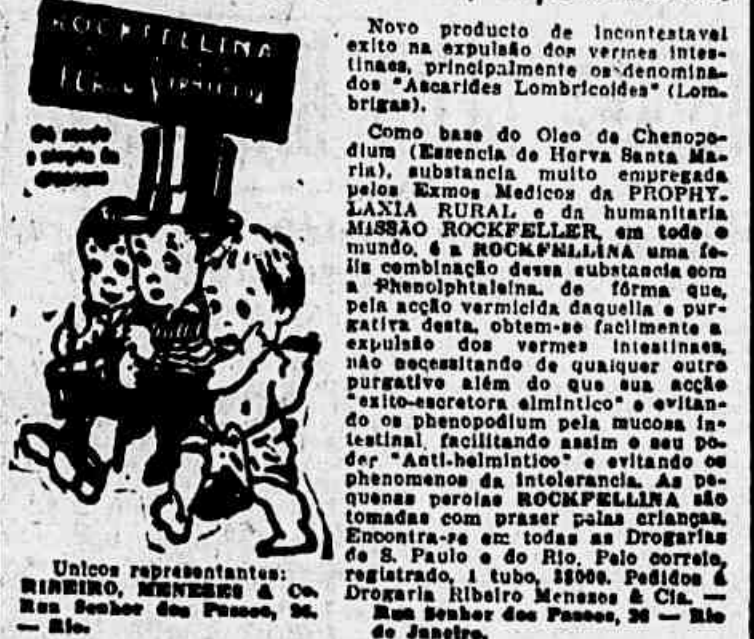 ROCKFELLINA
Novo producto de incontestavel
exito na expulsão dos vermes intes-
tinaes, principalmente os denomina-
dos "Ascarides Lombricoides" (Lom-
brigas).
Como base do Oleo de Chenopo-
dium (Essencia de Herva Santa Ma-
ria), substancia muito empregada
pelos Exmos Medicos da PROPHY-
LAXIA RURAL e da humanitaria
MISSÃO ROCKFELLER, em todo o
mundo, é a ROCKFELLINA uma fe-
lis combinação dessa substancia com
a Phenolphtaleina, de fórma que,
pela acção vermicida daquella e pur-
gativa desta, obtem-se facilmente a
expulsão dos vermes intestinaes,
não necessitando de qualquer outro
purgativo além do que sua acção
"exito-escretora elmintico" e evitan-
do os phenopodium pela mucosa in-
testinal, facilitando assim o seu po-
der "Anti-helmintico" e evitando os
phenomenos da intolerancia. As pe-
quenas perolas ROCKFELLINA são
tomadas com praser pelas crianças.
Encontra-se em todas as Drogarias
de S. Paulo e do Rio. Pelo correio,
registrado, 1 tubo, Pedidos á
Drogaria Ribeiro Menezes & Cia. —
Rua Senhor dos Passos, 26 — Rio
de Janeiro.
Unicos representantes:
RIBEIRO, MENEZES & Co.
Rua Senhor dos Passos, 26.
— Rio.